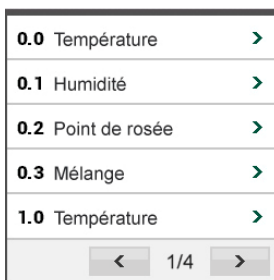 0.0 Température
0.1 Humidité
0.2 Point de rosée
0.3 Mélange
1.0 Température
1/4